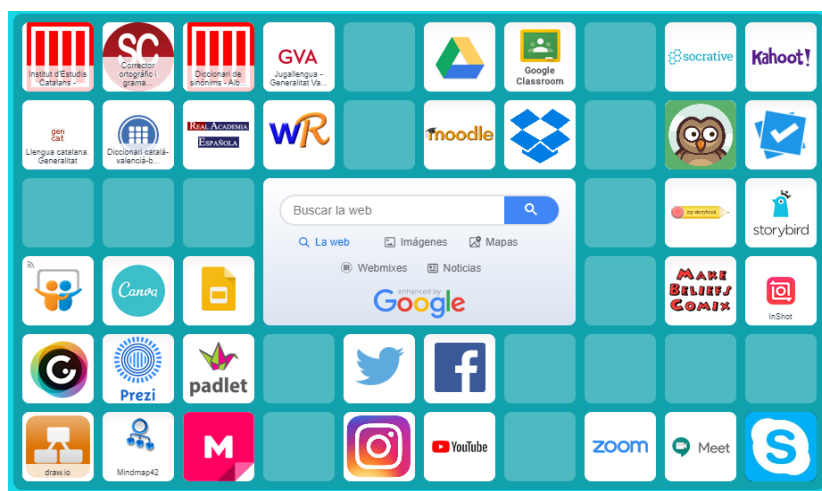 Institut d'Estudis
Catalans -
SC
Corrector
ortogràfic i
grama...
Diccionari de
sinònims - Alb...
GVA
Jugallengua -
Generalitat Va...
Google
Classroom
socrative
Kahoot!
gen
cat
Llengua catalana.
Generalitat
Diccionari català-
valencià-b...
REAL ACADEMIA
ESPAÑOLA
WR
moodle
Buscar la web
La web
Imágenes
Mapas
Webmixes
Noticias
enhanced by
Google
my storybook
storybird
Canva
MAKE
BELIEFS
COMIX
InShot
G
Prezi
padlet
f
draw.io
Mindmap42
M
YouTube
zoom
Meet
S